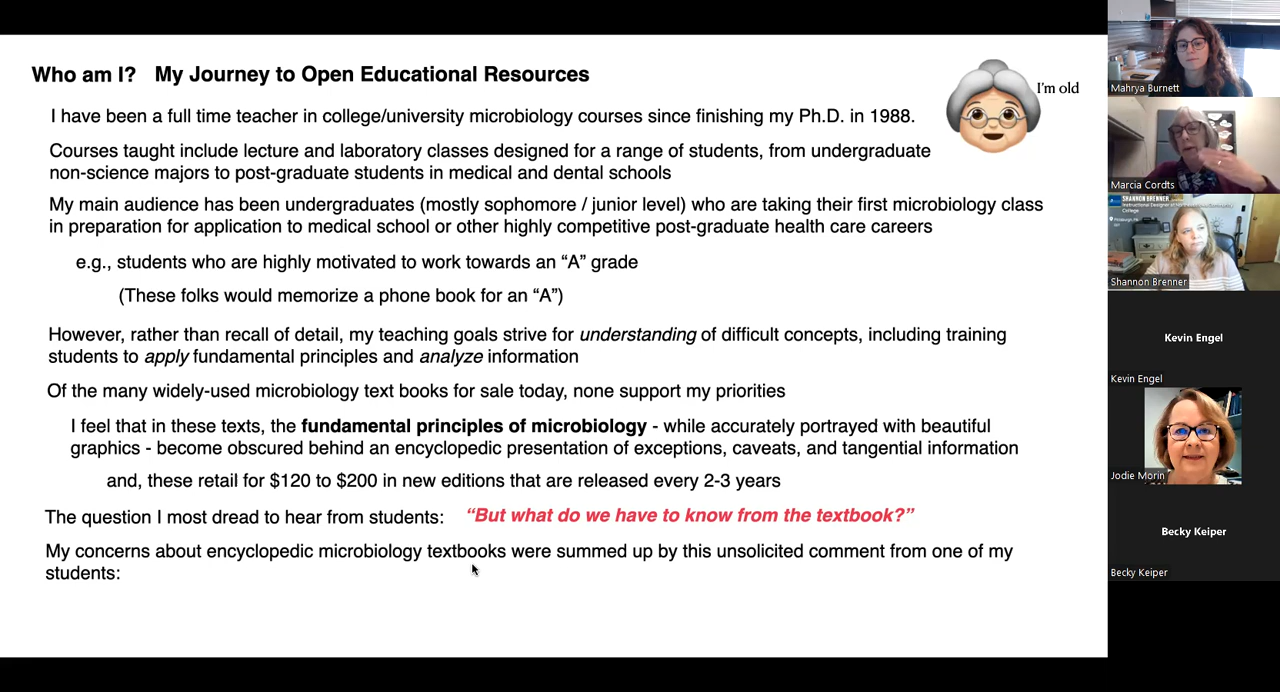 Who am I? My Journey to Open Educational Resources
I'm old
I have been a full time teacher in college/university microbiology courses since finishing my Ph.D. in 1988.
Courses taught include lecture and laboratory classes designed for a range of students, from undergraduate
non-science majors to post-graduate students in medical and dental schools
My main audience has been undergraduates (mostly sophomore / junior level) who are taking their first microbiology class
in preparation for application to medical school or other highly competitive post-graduate health care careers
e.g., students who are highly motivated to work towards an “A” grade
(These folks would memorize a phone book for an “A”)
However, rather than recall of detail, my teaching goals strive for understanding of difficult concepts, including training
students to apply fundamental principles and analyze information
Of the many widely-used microbiology text books for sale today, none support my priorities
I feel that in these texts, the fundamental principles of microbiology - while accurately portrayed with beautiful
graphics - become obscured behind an encyclopedic presentation of exceptions, caveats, and tangential information
and, these retail for $120 to $200 in new editions that are released every 2-3 years
The question I most dread to hear from students: “But what do we have to know from the textbook?”
My concerns about encyclopedic microbiology textbooks were summed up by this unsolicited comment from one of my
students:
Mahrya Burnett
Marcia Cordts
SHANNON BRENNER
College
Shannon Brenner
Kevin Engel
Kevin Engel
Jodie Morin
Becky Keiper
Becky Keiper